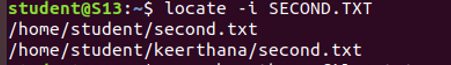 student@S13:~$ locate -i SECOND.TXT
/home/student/second.txt
/home/student/keerthana/second.txt